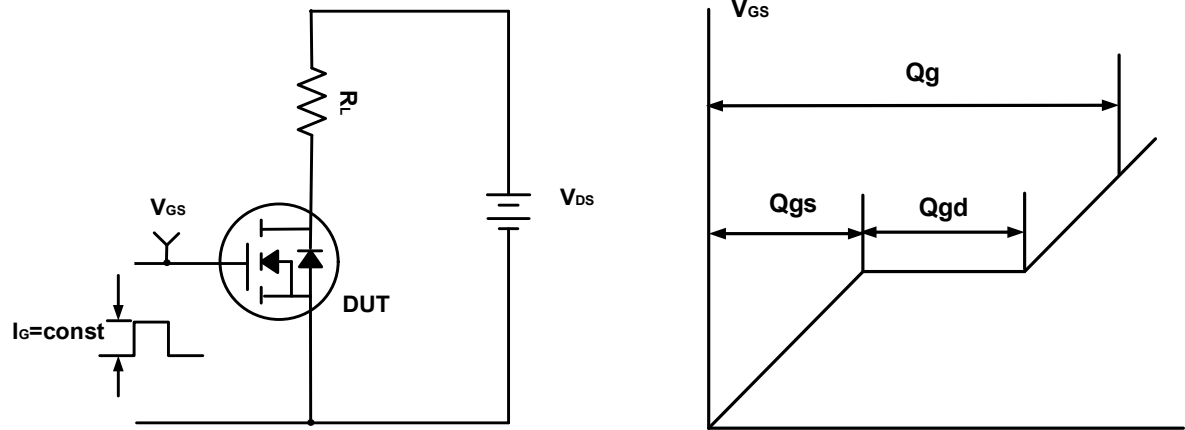 RL
VGS
VDS
DUT
IG=const
VGS
Qg
Qgs
Qgd